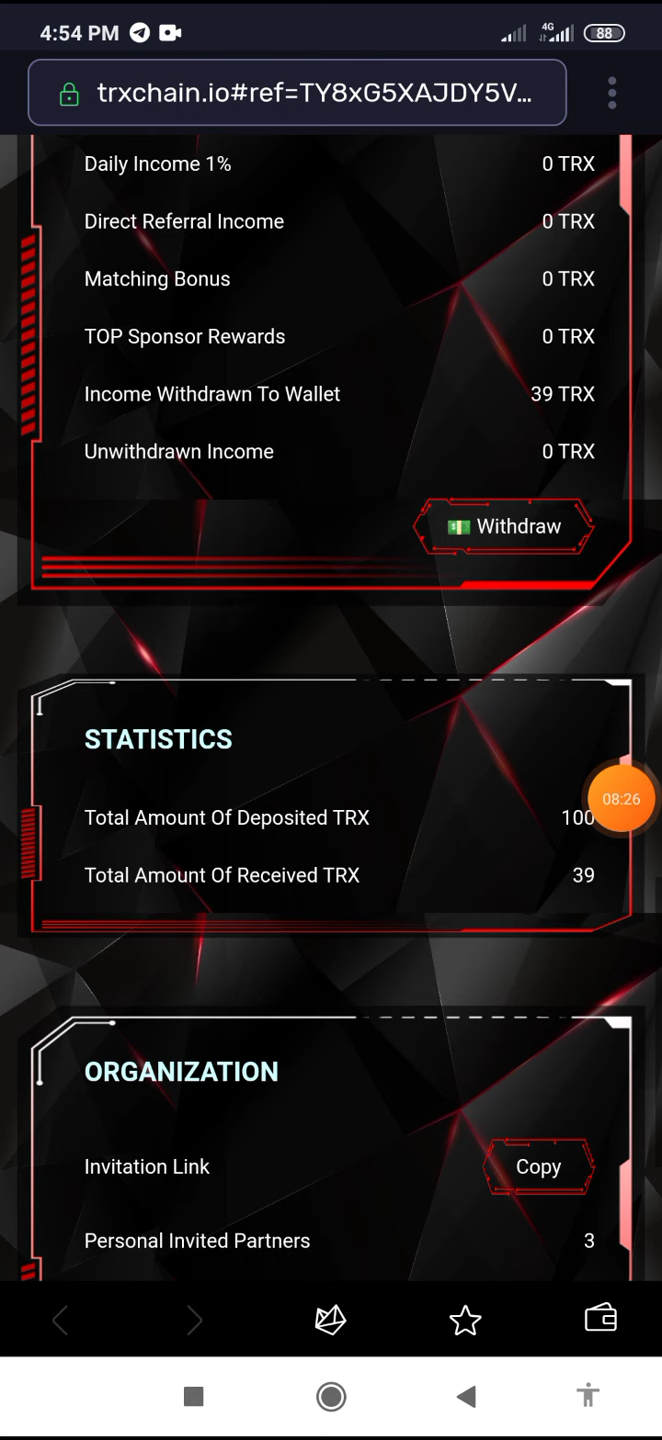 4:54 PM
4G
88
trxchain.io#ref=TY8xG5XAJDY5V...
Daily Income 1% 0 TRX
Direct Referral Income 0 TRX
Matching Bonus 0 TRX
TOP Sponsor Rewards 0 TRX
Income Withdrawn To Wallet 39 TRX
Unwithdrawn Income 0 TRX
💵 Withdraw
STATISTICS
08:26
Total Amount Of Deposited TRX 100
Total Amount Of Received TRX 39
ORGANIZATION
Invitation Link Copy
Personal Invited Partners 3